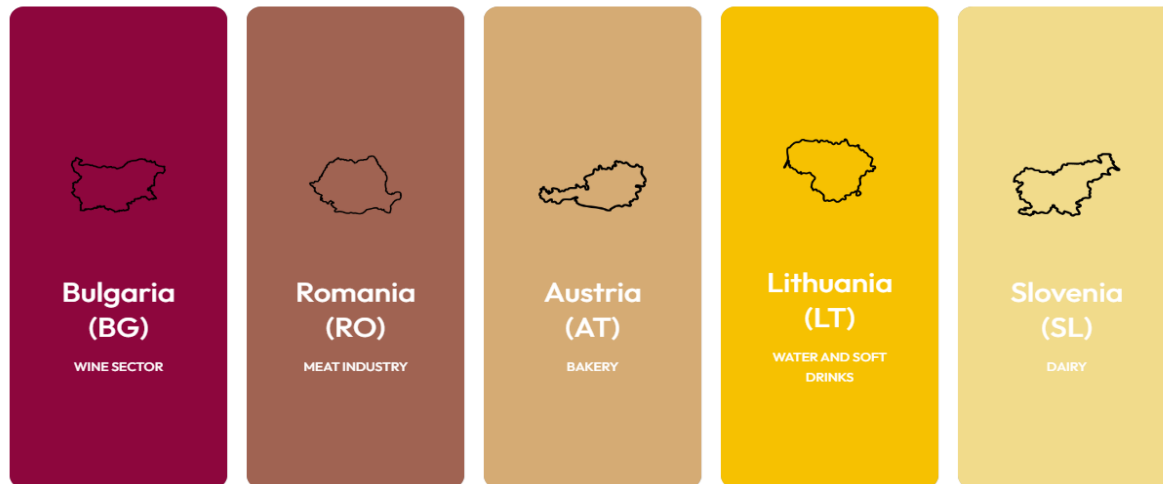 Bulgaria
(BG)
WINE SECTOR
Romania
(RO)
MEAT INDUSTRY
Austria
(AT)
BAKERY
Lithuania
(LT)
WATER AND SOFT
DRINKS
Slovenia
(SL)
DAIRY